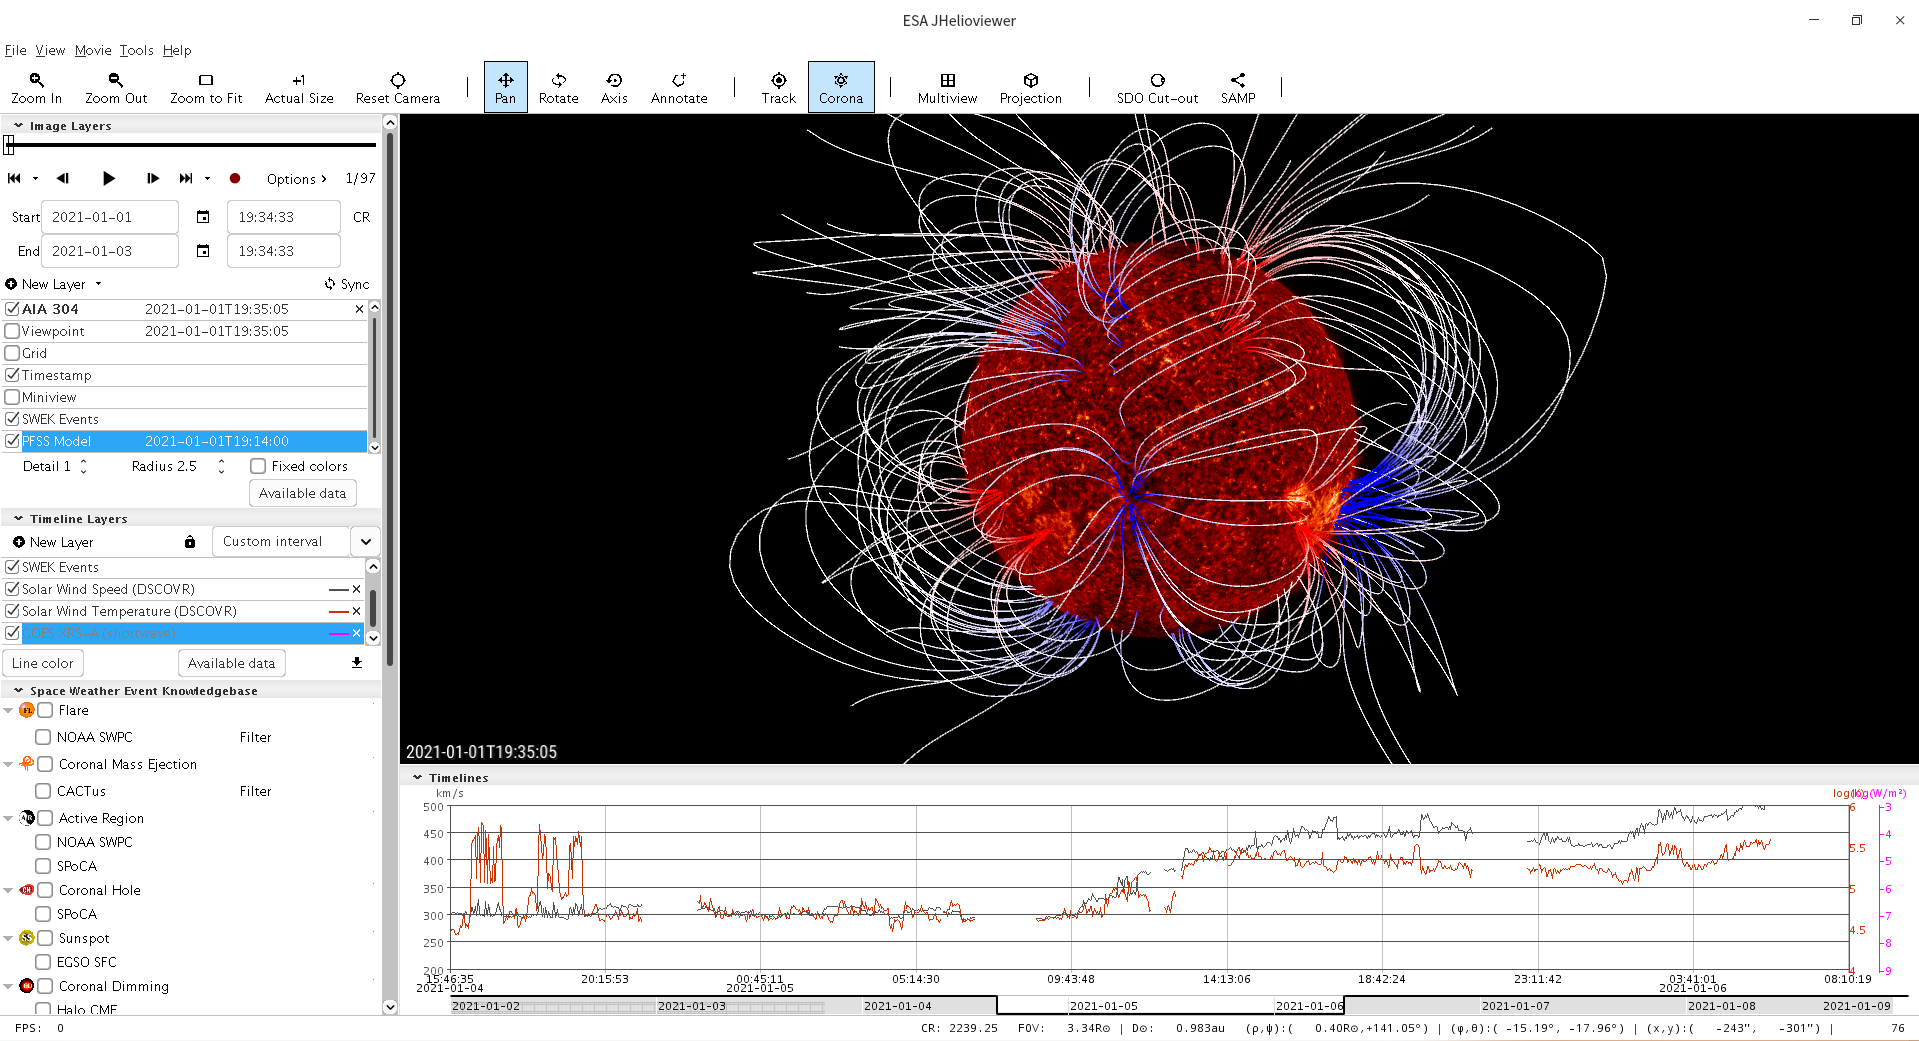 ESA JHelioviewer
File View Movie Tools Help
Zoom In Zoom Out Zoom to Fit Actual Size Reset Camera Pan Rotate Axis Annotate Track Corona Multiview Projection SDO Cut-out SAMP
Image Layers
Options 1/97
Start 2021-01-01 19:34:33 CR
End 2021-01-03 19:34:33
New Layer Sync
AIA 304 2021-01-01T19:35:05
Viewpoint 2021-01-01T19:35:05
Grid
Timestamp
Miniview
SWEK Events
PFSS Model 2021-01-01T19:14:00
Detail 1 Radius 2.5 Fixed colors
Available data
Timeline Layers
New Layer Custom interval
SWEK Events
Solar Wind Speed (DSCOVR)
Solar Wind Temperature (DSCOVR)
GOES XRS-A (shortwave)
Line color Available data
Space Weather Event Knowledgebase
Flare
NOAA SWPC Filter
Coronal Mass Ejection
CACTus Filter
Active Region
NOAA SWPC
SPoCA
Coronal Hole
SPoCA
Sunspot
EGSO SFC
Coronal Dimming
Halo CME
2021-01-01T19:35:05
Timelines
km/s (W/m²)
500 6 -3
450 -4
400 5.5 -5
350 5 -6
300 -7
250 4.5 -8
200 4 -9
15:46:35 20:15:53 00:45:11 05:14:30 09:43:48 14:13:06 18:42:24 23:11:42 03:41:01 08:10:19
2021-01-04 2021-01-05 2021-01-06
2021-01-02 2021-01-03 2021-01-04 2021-01-05 2021-01-06 2021-01-07 2021-01-08 2021-01-09
FPS: 0 CR: 2239.25 FOV: 3.34R⊙ | D⊙: 0.983au (ρ,ψ):( 0.40R⊙,+141.05°) | (φ,θ):( -15.19°, -17.96°) | (x,y):( -243", -301") | 76